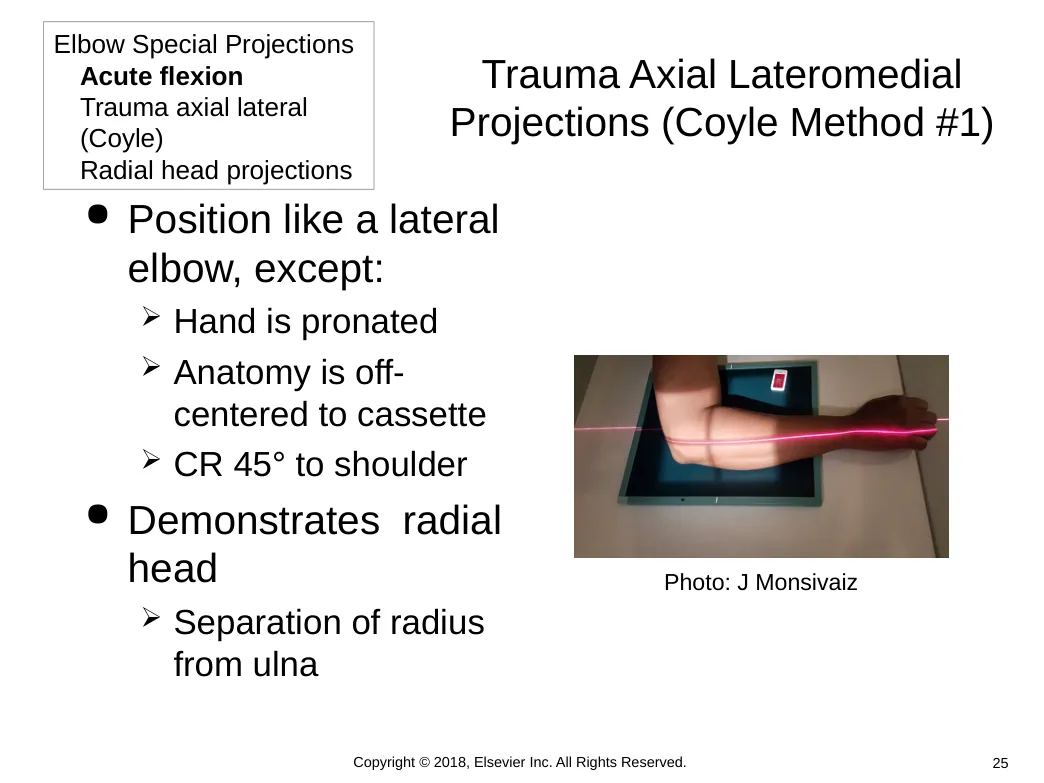 Elbow Special Projections
Acute flexion
Trauma axial lateral
(Coyle)
Radial head projections
Trauma Axial Lateromedial
Projections (Coyle Method #1)
Position like a lateral
elbow, except:
Hand is pronated
Anatomy is off-
centered to cassette
CR 45° to shoulder
Demonstrates radial
head
Separation of radius
from ulna
Photo: J Monsivaiz
Copyright © 2018, Elsevier Inc. All Rights Reserved.
25